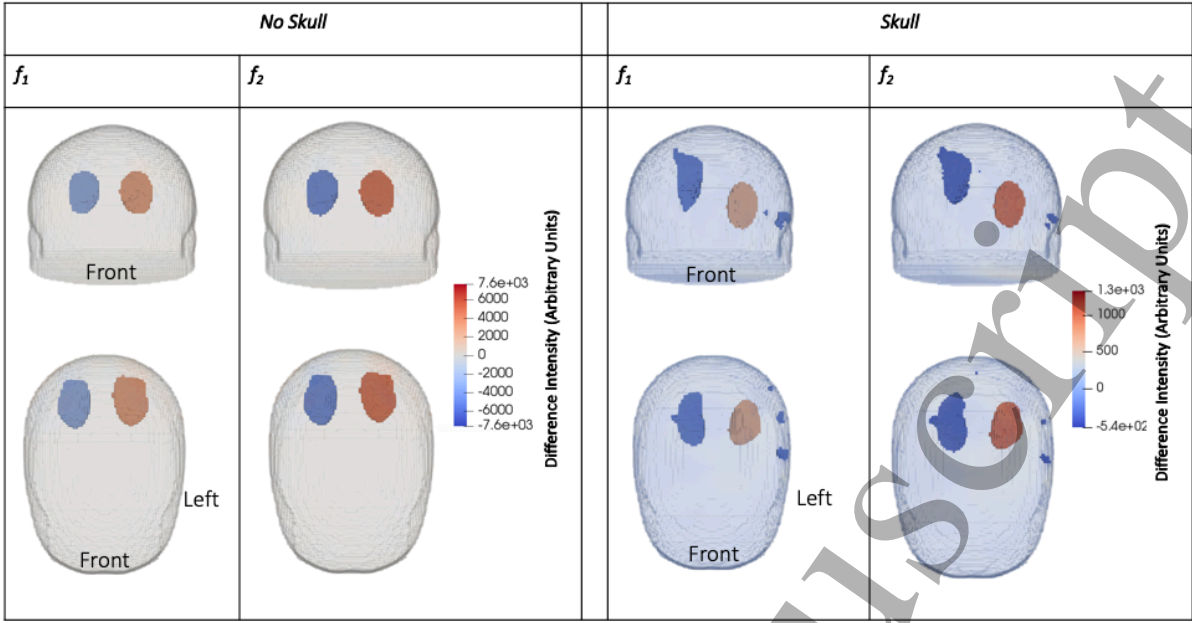 No Skull
Skull
f₁
f₂
f₁
f₂
Front
Front
Difference Intensity (Arbitrary Units)
7.6e+03
6000
4000
2000
0
-2000
-4000
-6000
-7.6e+03
Difference Intensity (Arbitrary Units)
1.3e+03
1000
500
0
-5.4e+02
Left
Left
Front
Front
uscript